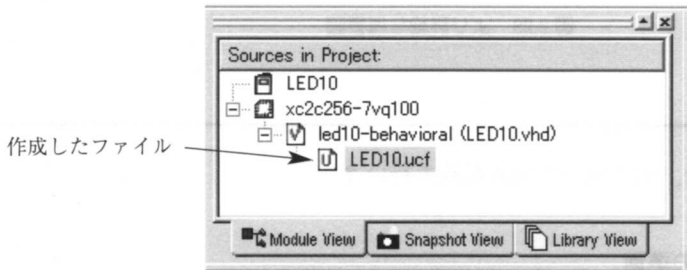 Sources in Project:
LED10
xc2c256-7vq100
led10-behavioral (LED10.vhd)
作成したファイル
LED10.ucf
Module View
Snapshot View
Library View